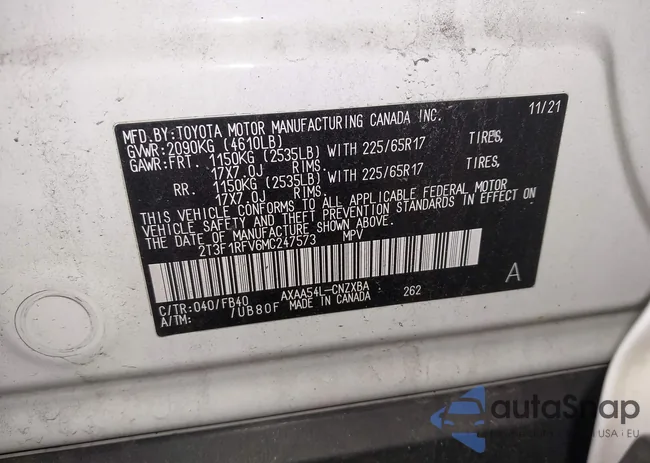 MFD.BY:TOYOTA MOTOR MANUFACTURING CANADA INC. 11/21
GVWR:2090KG (4610LB)
GAWR:FRT. 1150KG (2535LB) WITH 225/65R17 TIRES,
17X7.0J RIMS
RR. 1150KG (2535LB) WITH 225/65R17 TIRES,
17X7.0J RIMS.
THIS VEHICLE CONFORMS TO ALL APPLICABLE FEDERAL MOTOR
VEHICLE SAFETY AND THEFT PREVENTION STANDARDS IN EFFECT ON
THE DATE OF MANUFACTURE SHOWN ABOVE.
2T3F1RFV6MC247573 MPV
A
C/TR:040/FB40 AXAA54L-CNZXBA 262
A/TM: /UB80F MADE IN CANADA
autoSnap
USA • EU